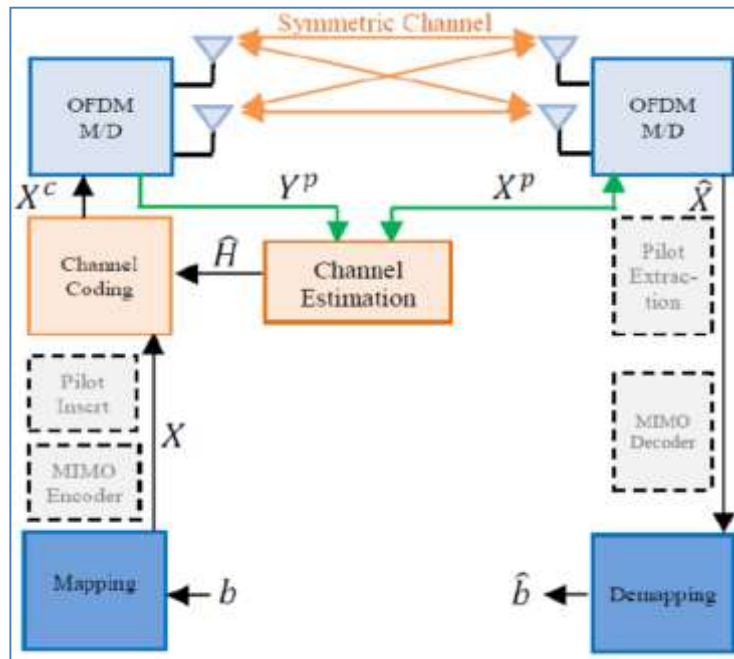 Symmetric Channel
OFDM
M/D
OFDM
M/D
X^c
Y^p
X^p
X̂
Channel
Coding
Ĥ
Channel
Estimation
Pilot
Extrac-
tion
Pilot
Insert
X
MIMO
Encoder
MIMO
Decoder
Mapping
b
b̂
Demapping